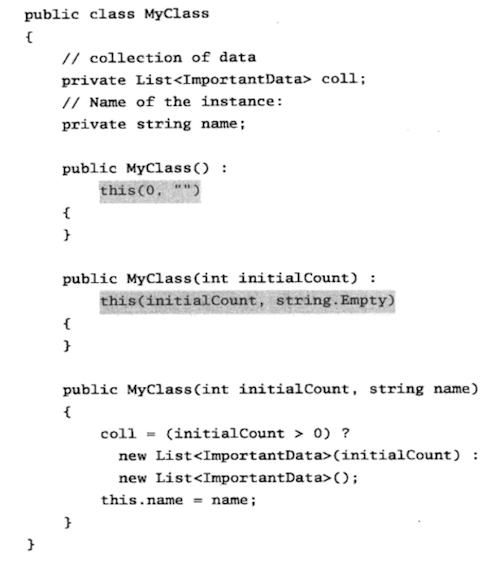 public class MyClass
{
// collection of data
private List<ImportantData> coll;
// Name of the instance:
private string name;
public MyClass() :
this(0, "")
{
}
public MyClass(int initialCount) :
this(initialCount, string.Empty)
{
}
public MyClass(int initialCount, string name)
{
coll = (initialCount > 0) ?
new List<ImportantData>(initialCount) :
new List<ImportantData>();
this.name = name;
}
}